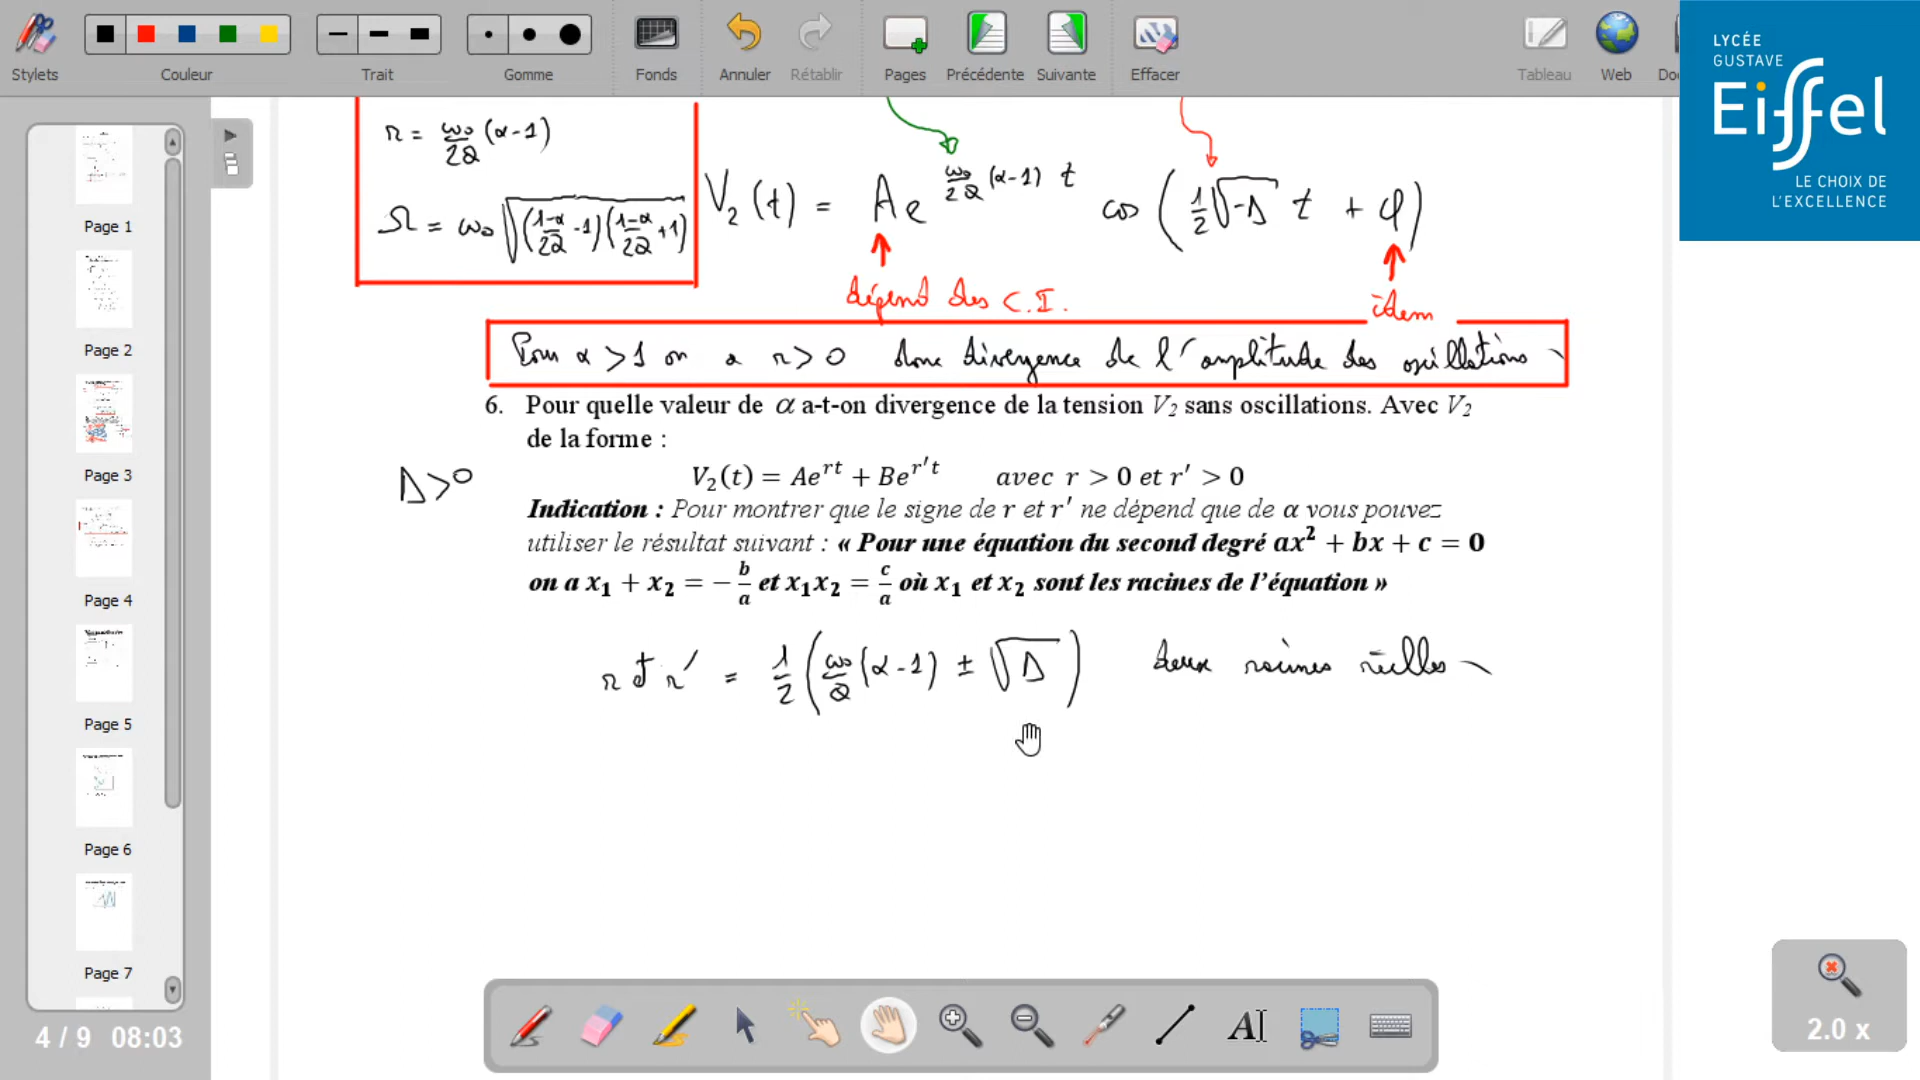 Stylets
Couleur
Trait
Gomme
Fonds
Annuler
Rétablir
Pages
Précédente
Suivante
Effacer
Tableau
Web
LYCÉE
GUSTAVE
Eiffel
LE CHOIX DE
L'EXCELLENCE
Page 1
Page 2
Page 3
Page 4
Page 5
Page 6
Page 7
4 / 9 08:03
r = ω₀/2Q (α-1)
Ω = ω₀ √((1-α/2Q -1)(1-α/2Q +1))
V₂(t) = A e^(ω₀/2Q (α-1) t) cos (1/2 √-Δ t + φ)
dépend des C.I.
idem
Pour α > 1 on a r > 0 donc divergence de l'amplitude des oscillations
6. Pour quelle valeur de α a-t-on divergence de la tension V₂ sans oscillations. Avec V₂
de la forme :
Δ > 0
V₂(t) = Ae^rt + Be^r't avec r > 0 et r' > 0
Indication : Pour montrer que le signe de r et r' ne dépend que de α vous pouvez
utiliser le résultat suivant : « Pour une équation du second degré ax² + bx + c = 0
on a x₁ + x₂ = − b/a et x₁x₂ = c/a où x₁ et x₂ sont les racines de l'équation »
r et r' = 1/2 (ω₀/Q (α-1) ± √Δ) deux racines réelles
2.0 x